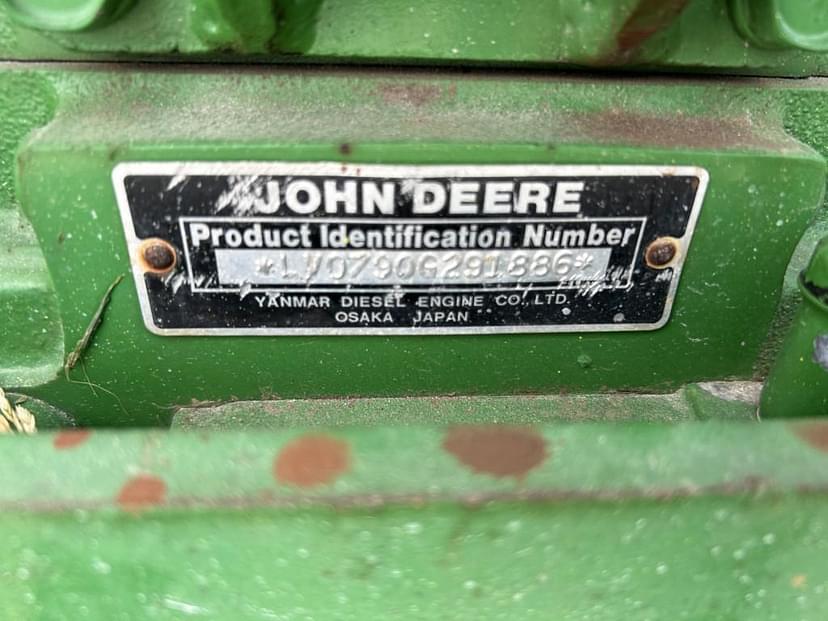 JOHN DEERE
Product Identification Number
*LV0790G291886*
YANMAR DIESEL ENGINE CO., LTD.
OSAKA JAPAN